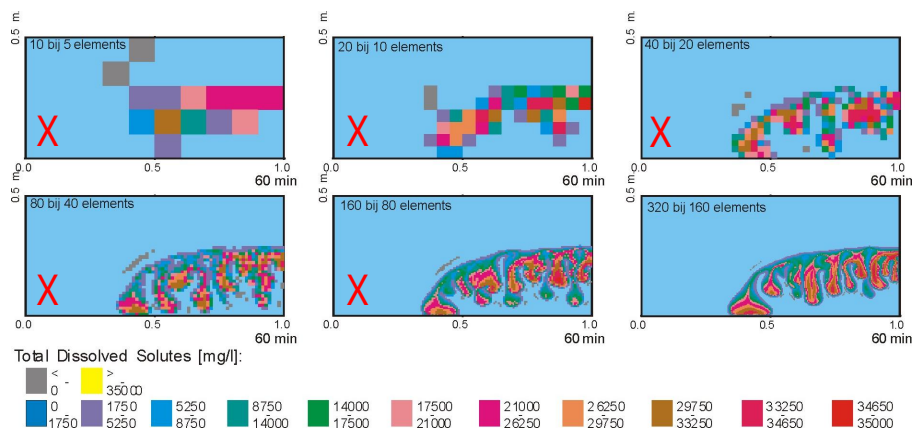 0.5 m.
10 bij 5 elements
X
0.0
0.5
1.0
60 min
20 bij 10 elements
X
0.0
0.5
1.0
60 min
0.5 m.
40 bij 20 elements
X
0.0
0.5
1.0
60 min
0.5 m.
80 bij 40 elements
X
0.0
0.5
1.0
60 min
160 bij 80 elements
X
0.0
0.5
1.0
60 min
320 bij 160 elements
0.0
0.5
1.0
60 min
Total Dissolved Solutes [mg/l]:
< - 0
> - 35000
0 - 1750
1750 - 5250
5250 - 8750
8750 - 14000
14000 - 17500
17500 - 21000
21000 - 26250
26250 - 29750
29750 - 33250
33250 - 34650
34650 - 35000